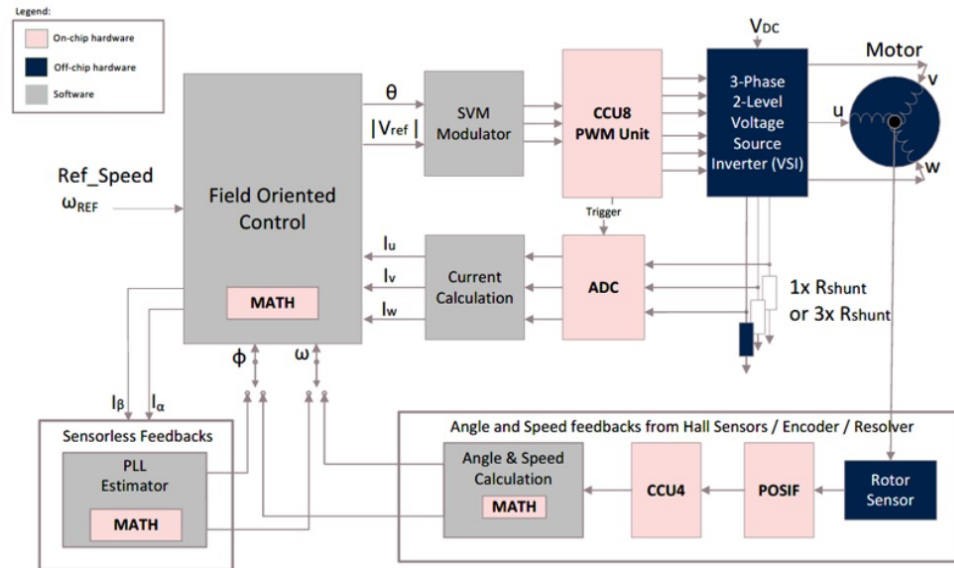 Legend:
On-chip hardware
Off-chip hardware
Software
Ref_Speed
ωREF
Field Oriented
Control
MATH
θ
|Vref|
SVM
Modulator
CCU8
PWM Unit
VDC
3-Phase
2-Level
Voltage
Source
Inverter (VSI)
Motor
v
u
w
Trigger
Iu
Iv
Iw
Current
Calculation
ADC
1x Rshunt
or 3x Rshunt
ϕ
ω
Iβ
Iα
Sensorless Feedbacks
PLL
Estimator
MATH
Angle and Speed feedbacks from Hall Sensors / Encoder / Resolver
Angle & Speed
Calculation
MATH
CCU4
POSIF
Rotor
Sensor